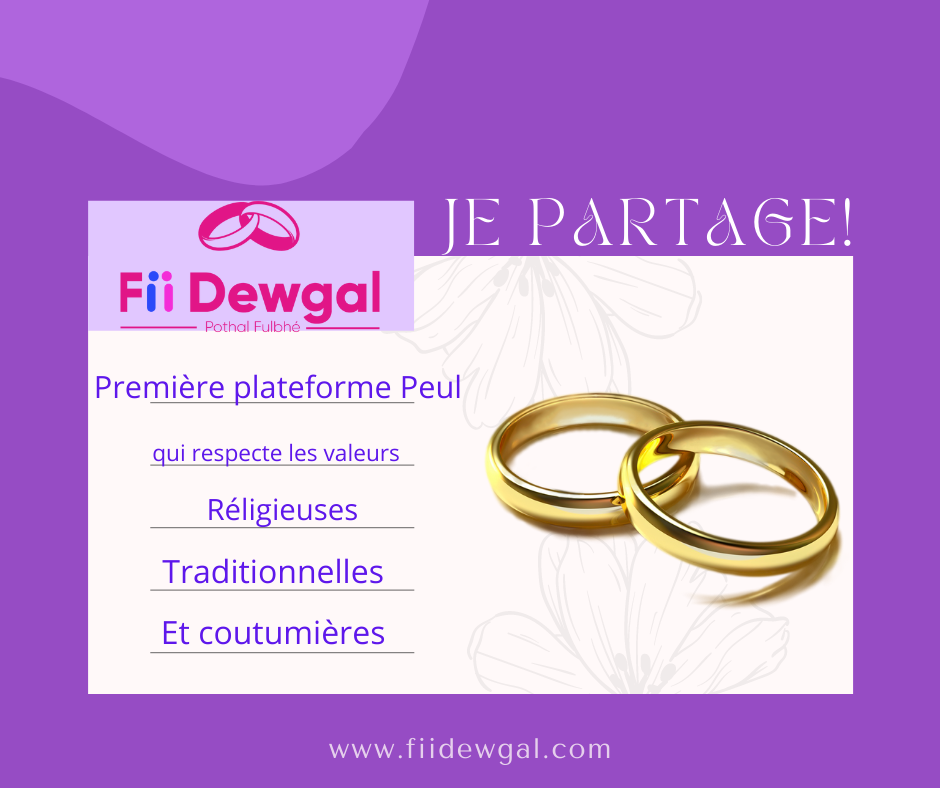 JE PARTAGE!
Fii Dewgal
Pothal Fulbhé
Première plateforme Peul
qui respecte les valeurs
Réligieuses
Traditionnelles
Et coutumières
www.fiidewgal.com